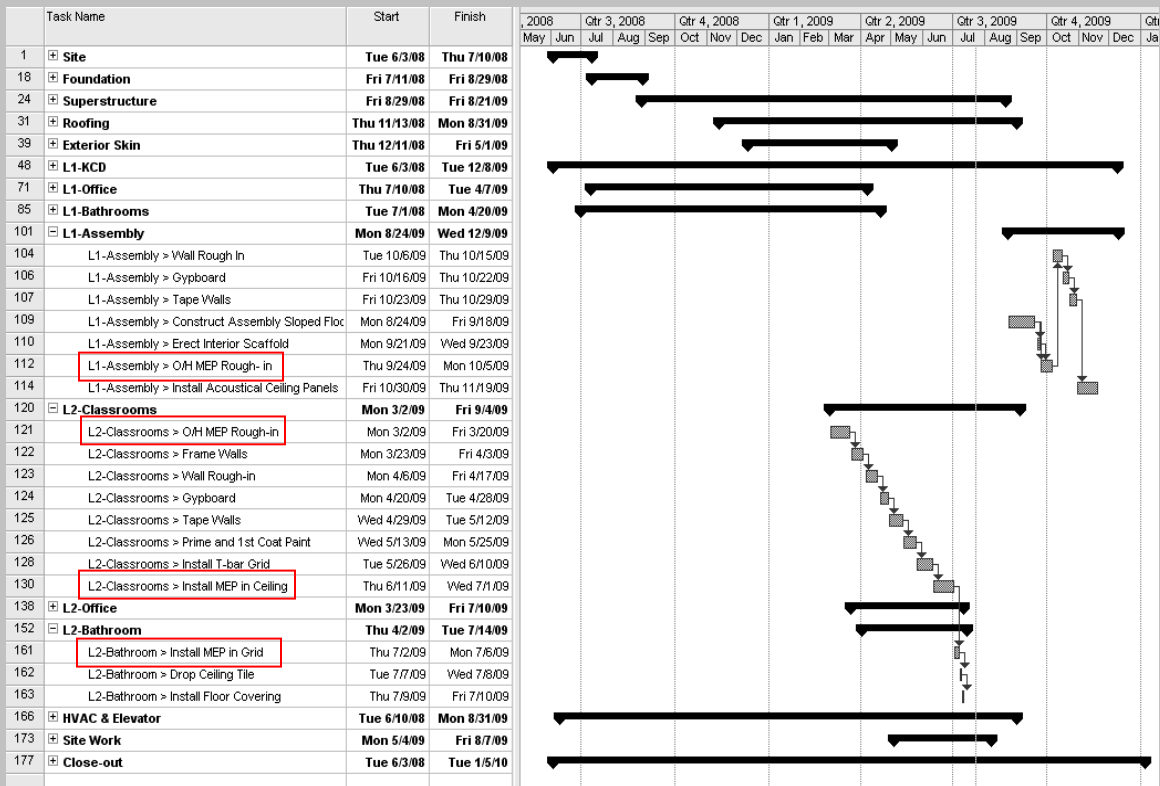 Task Name Start Finish , 2008 Qtr 3, 2008 Qtr 4, 2008 Qtr 1, 2009 Qtr 2, 2009 Qtr 3, 2009 Qtr 4, 2009 Qt
May Jun Jul Aug Sep Oct Nov Dec Jan Feb Mar Apr May Jun Jul Aug Sep Oct Nov Dec Ja
1 Site Tue 6/3/08 Thu 7/10/08
18 Foundation Fri 7/11/08 Fri 8/29/08
24 Superstructure Fri 8/29/08 Fri 8/21/09
31 Roofing Thu 11/13/08 Mon 8/31/09
39 Exterior Skin Thu 12/11/08 Fri 5/1/09
48 L1-KCD Tue 6/3/08 Tue 12/8/09
71 L1-Office Thu 7/10/08 Tue 4/7/09
85 L1-Bathrooms Tue 7/1/08 Mon 4/20/09
101 L1-Assembly Mon 8/24/09 Wed 12/9/09
104 L1-Assembly > Wall Rough In Tue 10/6/09 Thu 10/15/09
106 L1-Assembly > Gypboard Fri 10/16/09 Thu 10/22/09
107 L1-Assembly > Tape Walls Fri 10/23/09 Thu 10/29/09
109 L1-Assembly > Construct Assembly Sloped Floc Mon 8/24/09 Fri 9/18/09
110 L1-Assembly > Erect Interior Scaffold Mon 9/21/09 Wed 9/23/09
112 L1-Assembly > O/H MEP Rough- in Thu 9/24/09 Mon 10/5/09
114 L1-Assembly > Install Acoustical Ceiling Panels Fri 10/30/09 Thu 11/19/09
120 L2-Classrooms Mon 3/2/09 Fri 9/4/09
121 L2-Classrooms > O/H MEP Rough-in Mon 3/2/09 Fri 3/20/09
122 L2-Classrooms > Frame Walls Mon 3/23/09 Fri 4/3/09
123 L2-Classrooms > Wall Rough-in Mon 4/6/09 Fri 4/17/09
124 L2-Classrooms > Gypboard Mon 4/20/09 Tue 4/28/09
125 L2-Classrooms > Tape Walls Wed 4/29/09 Tue 5/12/09
126 L2-Classrooms > Prime and 1st Coat Paint Wed 5/13/09 Mon 5/25/09
128 L2-Classrooms > Install T-bar Grid Tue 5/26/09 Wed 6/10/09
130 L2-Classrooms > Install MEP in Ceiling Thu 6/11/09 Wed 7/1/09
138 L2-Office Mon 3/23/09 Fri 7/10/09
152 L2-Bathroom Thu 4/2/09 Tue 7/14/09
161 L2-Bathroom > Install MEP in Grid Thu 7/2/09 Mon 7/6/09
162 L2-Bathroom > Drop Ceiling Tile Tue 7/7/09 Wed 7/8/09
163 L2-Bathroom > Install Floor Covering Thu 7/9/09 Fri 7/10/09
166 HVAC & Elevator Tue 6/10/08 Mon 8/31/09
173 Site Work Mon 5/4/09 Fri 8/7/09
177 Close-out Tue 6/3/08 Tue 1/5/10